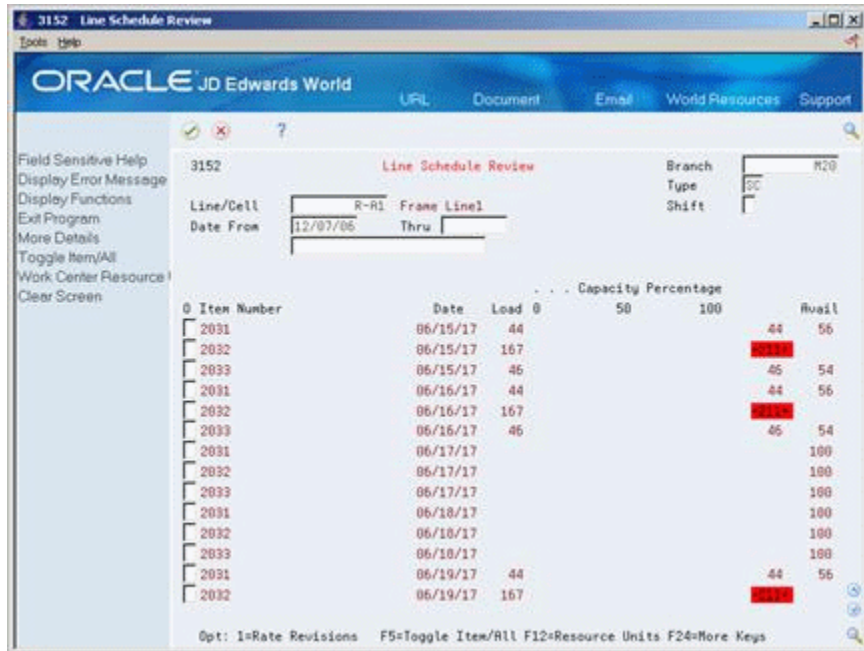 3152 Line Schedule Review
Tools Help
ORACLE JD Edwards World
URL Document Email World Resources Support
?
Field Sensitive Help
Display Error Message
Display Functions
Exit Program
More Details
Toggle Item/All
Work Center Resource
Clear Screen
3152 Line Schedule Review Branch M20
Type SC
Line/Cell R-A1 Frame Line1 Shift
Date From 12/07/06 Thru
. . . Capacity Percentage
O Item Number Date Load 0 50 100 Avail
2031 06/15/17 44 44 56
2032 06/15/17 167 *211*
2033 06/15/17 46 46 54
2031 06/16/17 44 44 56
2032 06/16/17 167 *211*
2033 06/16/17 46 46 54
2031 06/17/17 100
2032 06/17/17 100
2033 06/17/17 100
2031 06/18/17 100
2032 06/18/17 100
2033 06/18/17 100
2031 06/19/17 44 44 56
2032 06/19/17 167 *211*
Opt: 1=Rate Revisions F5=Toggle Item/All F12=Resource Units F24=More Keys